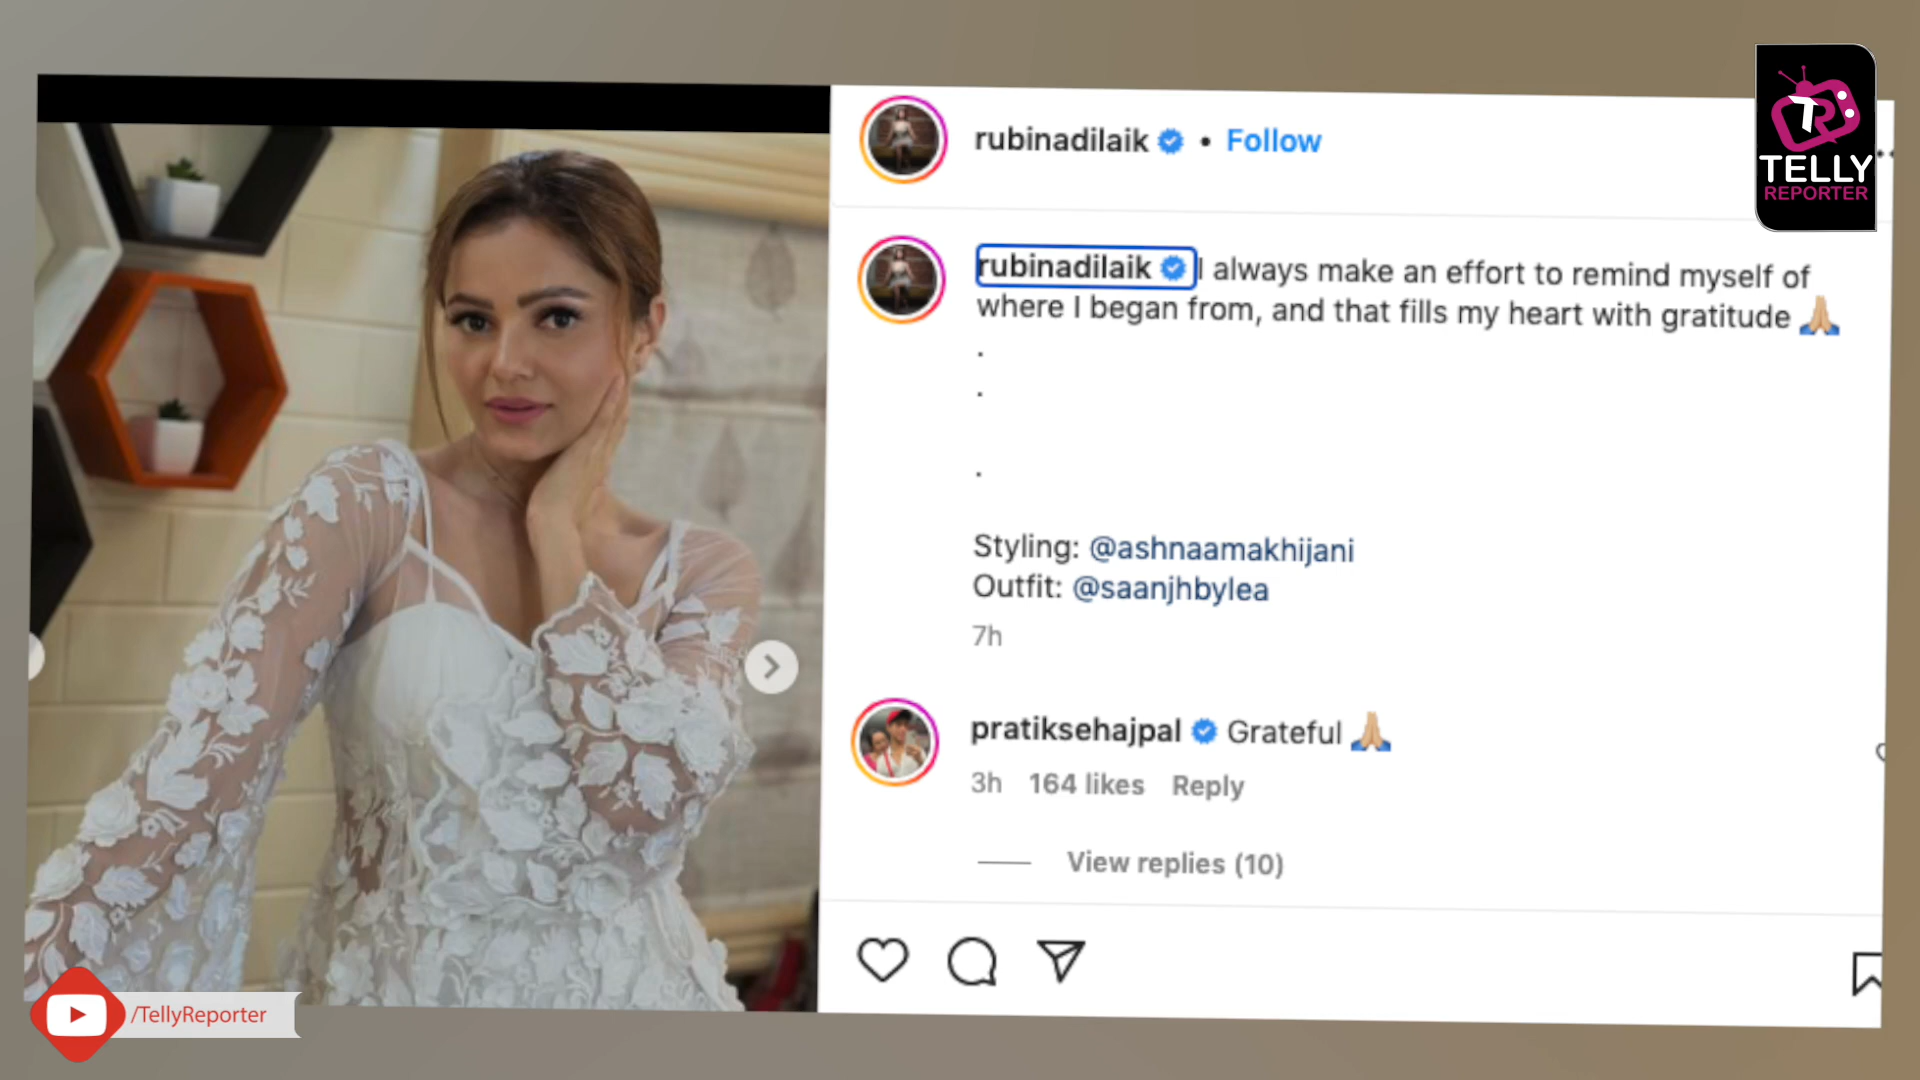 rubinadilaik • Follow
TELLY
REPORTER
rubinadilaik I always make an effort to remind myself of
where I began from, and that fills my heart with gratitude 🙏🏼
.
.
.
Styling: @ashnaamakhijani
Outfit: @saanjhbylea
7h
pratiksehajpal Grateful 🙏🏼
3h 164 likes Reply
View replies (10)
/TellyReporter